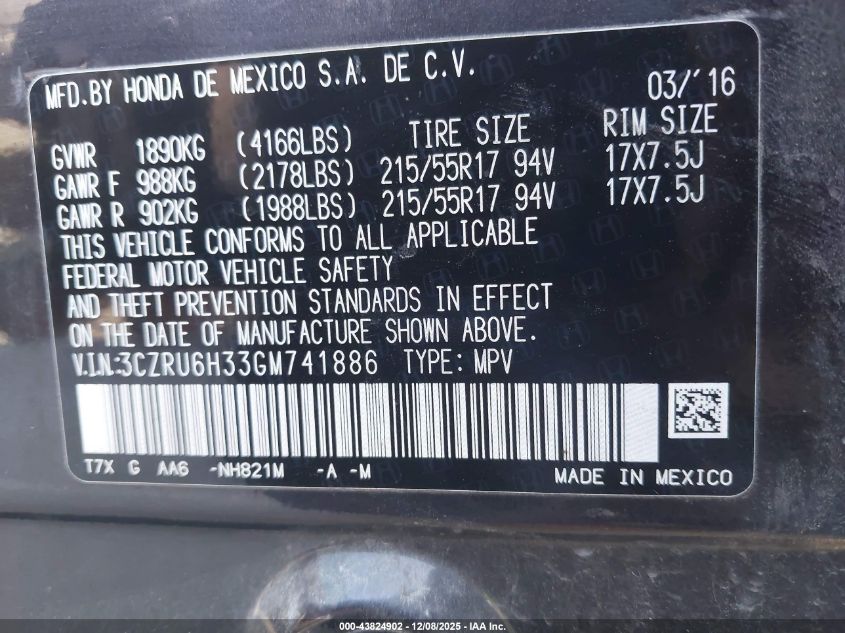 MFD.BY HONDA DE MEXICO S.A. DE C.V. 03/'16
TIRE SIZE RIM SIZE
GVWR 1890KG (4166LBS)
GAWR F 988KG (2178LBS) 215/55R17 94V 17X7.5J
GAWR R 902KG (1988LBS) 215/55R17 94V 17X7.5J
THIS VEHICLE CONFORMS TO ALL APPLICABLE
FEDERAL MOTOR VEHICLE SAFETY
AND THEFT PREVENTION STANDARDS IN EFFECT
ON THE DATE OF MANUFACTURE SHOWN ABOVE.
V.I.N.:3CZRU6H33GM741886 TYPE: MPV
T7X G AA6 -NH821M -A -M MADE IN MEXICO
000-43824902 - 12/08/2025 - IAA Inc.